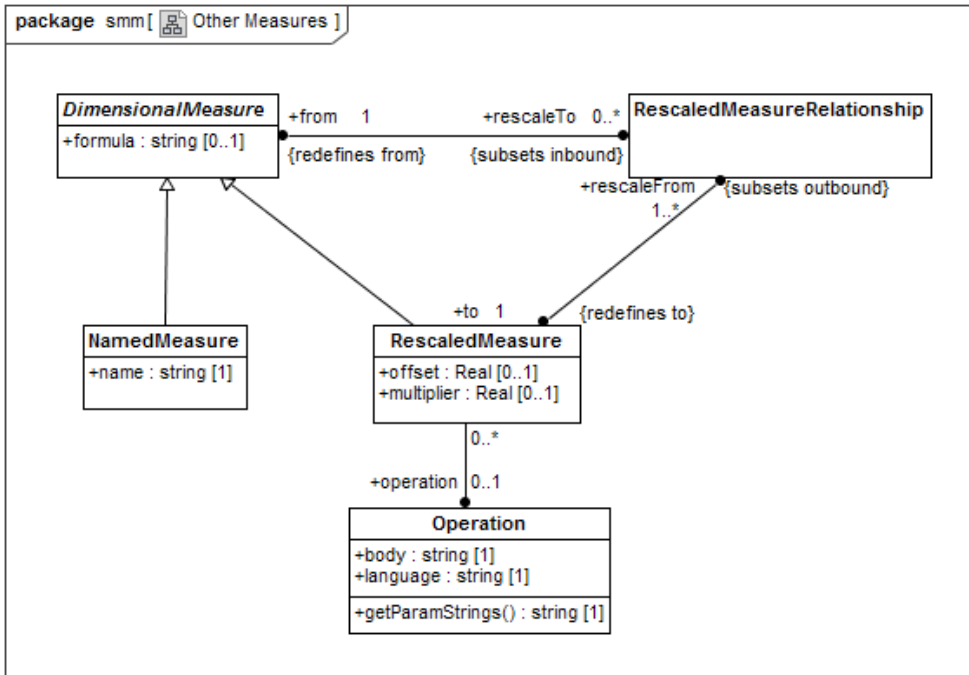 package smm [ Other Measures ]
DimensionalMeasure
+formula : string [0..1]
+from 1
{redefines from}
+rescaleTo 0..*
{subsets inbound}
RescaledMeasureRelationship
+rescaleFrom
1..*
{subsets outbound}
+to 1
{redefines to}
NamedMeasure
+name : string [1]
RescaledMeasure
+offset : Real [0..1]
+multiplier : Real [0..1]
0..*
+operation 0..1
Operation
+body : string [1]
+language : string [1]
+getParamStrings() : string [1]